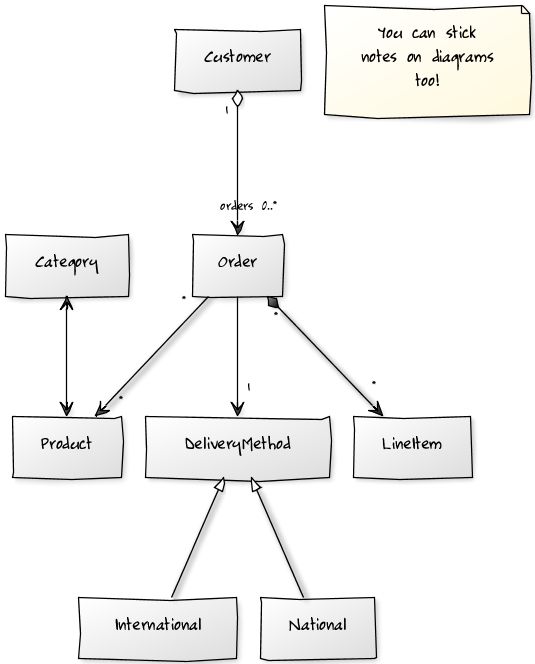 Customer
You can stick
notes on diagrams
too!
1
orders 0..*
Category
Order
*
*
1
*
*
Product
DeliveryMethod
LineItem
International
National